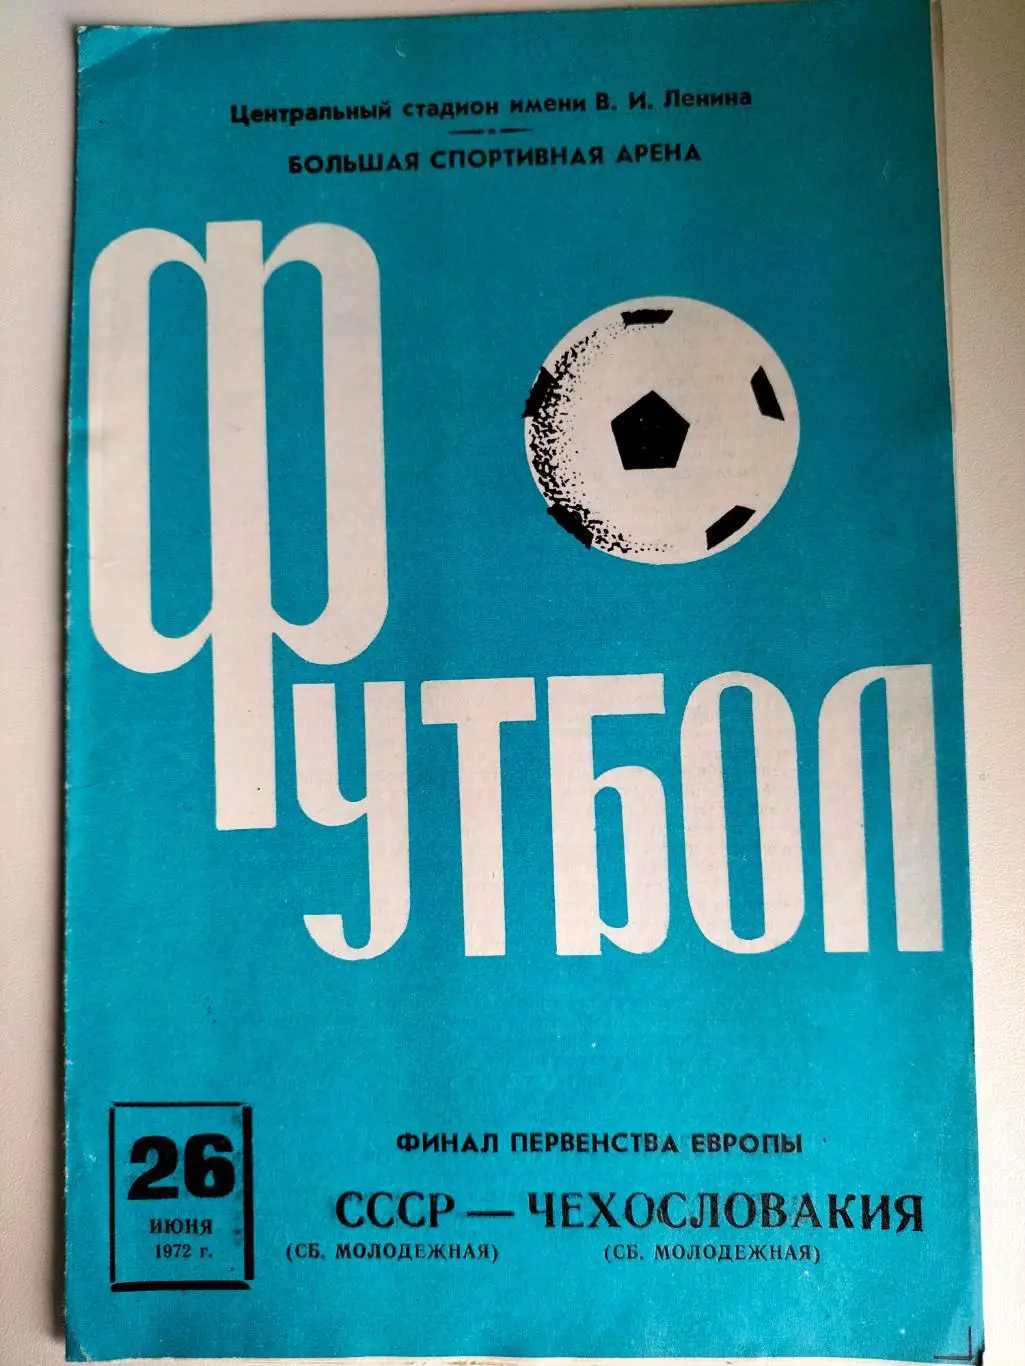 Центральный стадион имени В. И. Ленина
БОЛЬШАЯ СПОРТИВНАЯ АРЕНА
ФУТБОЛ
26
ИЮНЯ
1972 г.
ФИНАЛ ПЕРВЕНСТВА ЕВРОПЫ
СССР — ЧЕХОСЛОВАКИЯ
(СБ. МОЛОДЕЖНАЯ) (СБ. МОЛОДЕЖНАЯ)